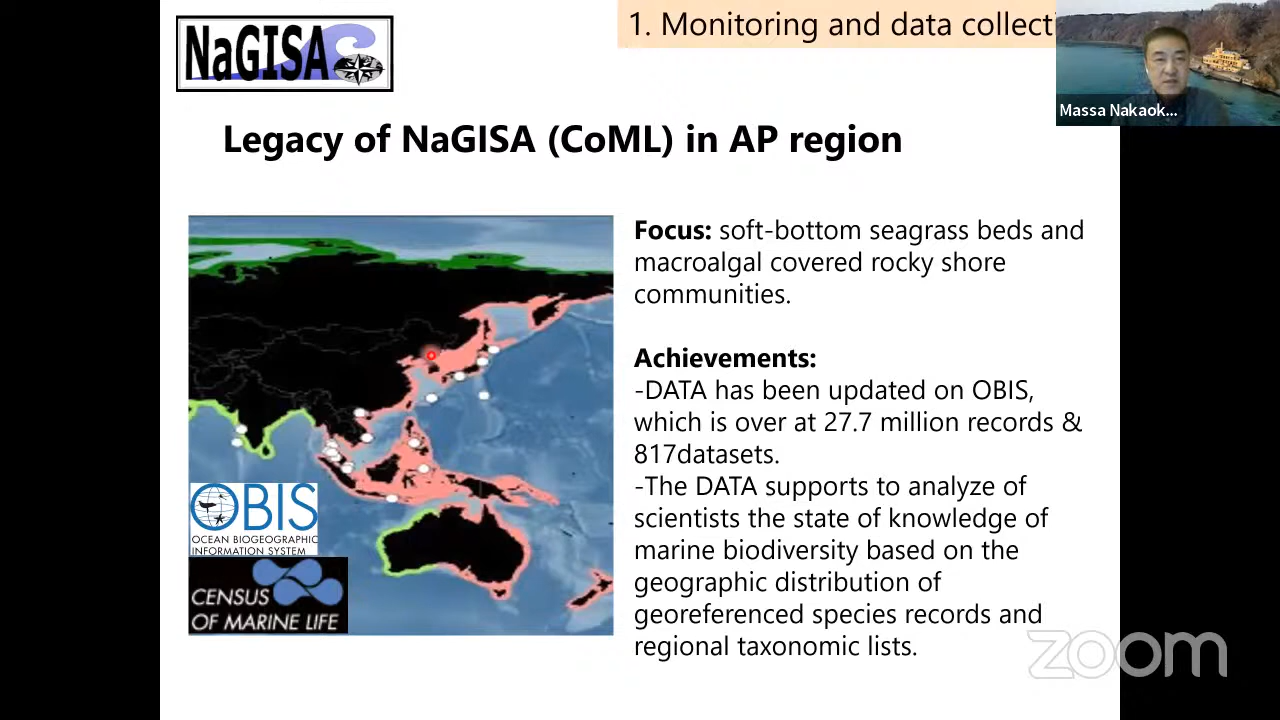 NaGISA
1. Monitoring and data collecti
Massa Nakaok...
Legacy of NaGISA (CoML) in AP region
Focus: soft-bottom seagrass beds and
macroalgal covered rocky shore
communities.
Achievements:
-DATA has been updated on OBIS,
which is over at 27.7 million records &
817datasets.
-The DATA supports to analyze of
scientists the state of knowledge of
marine biodiversity based on the
geographic distribution of
georeferenced species records and
regional taxonomic lists.
OBIS
OCEAN BIOGEOGRAPHIC
INFORMATION SYSTEM
CENSUS
OF MARINE LIFE
zoom